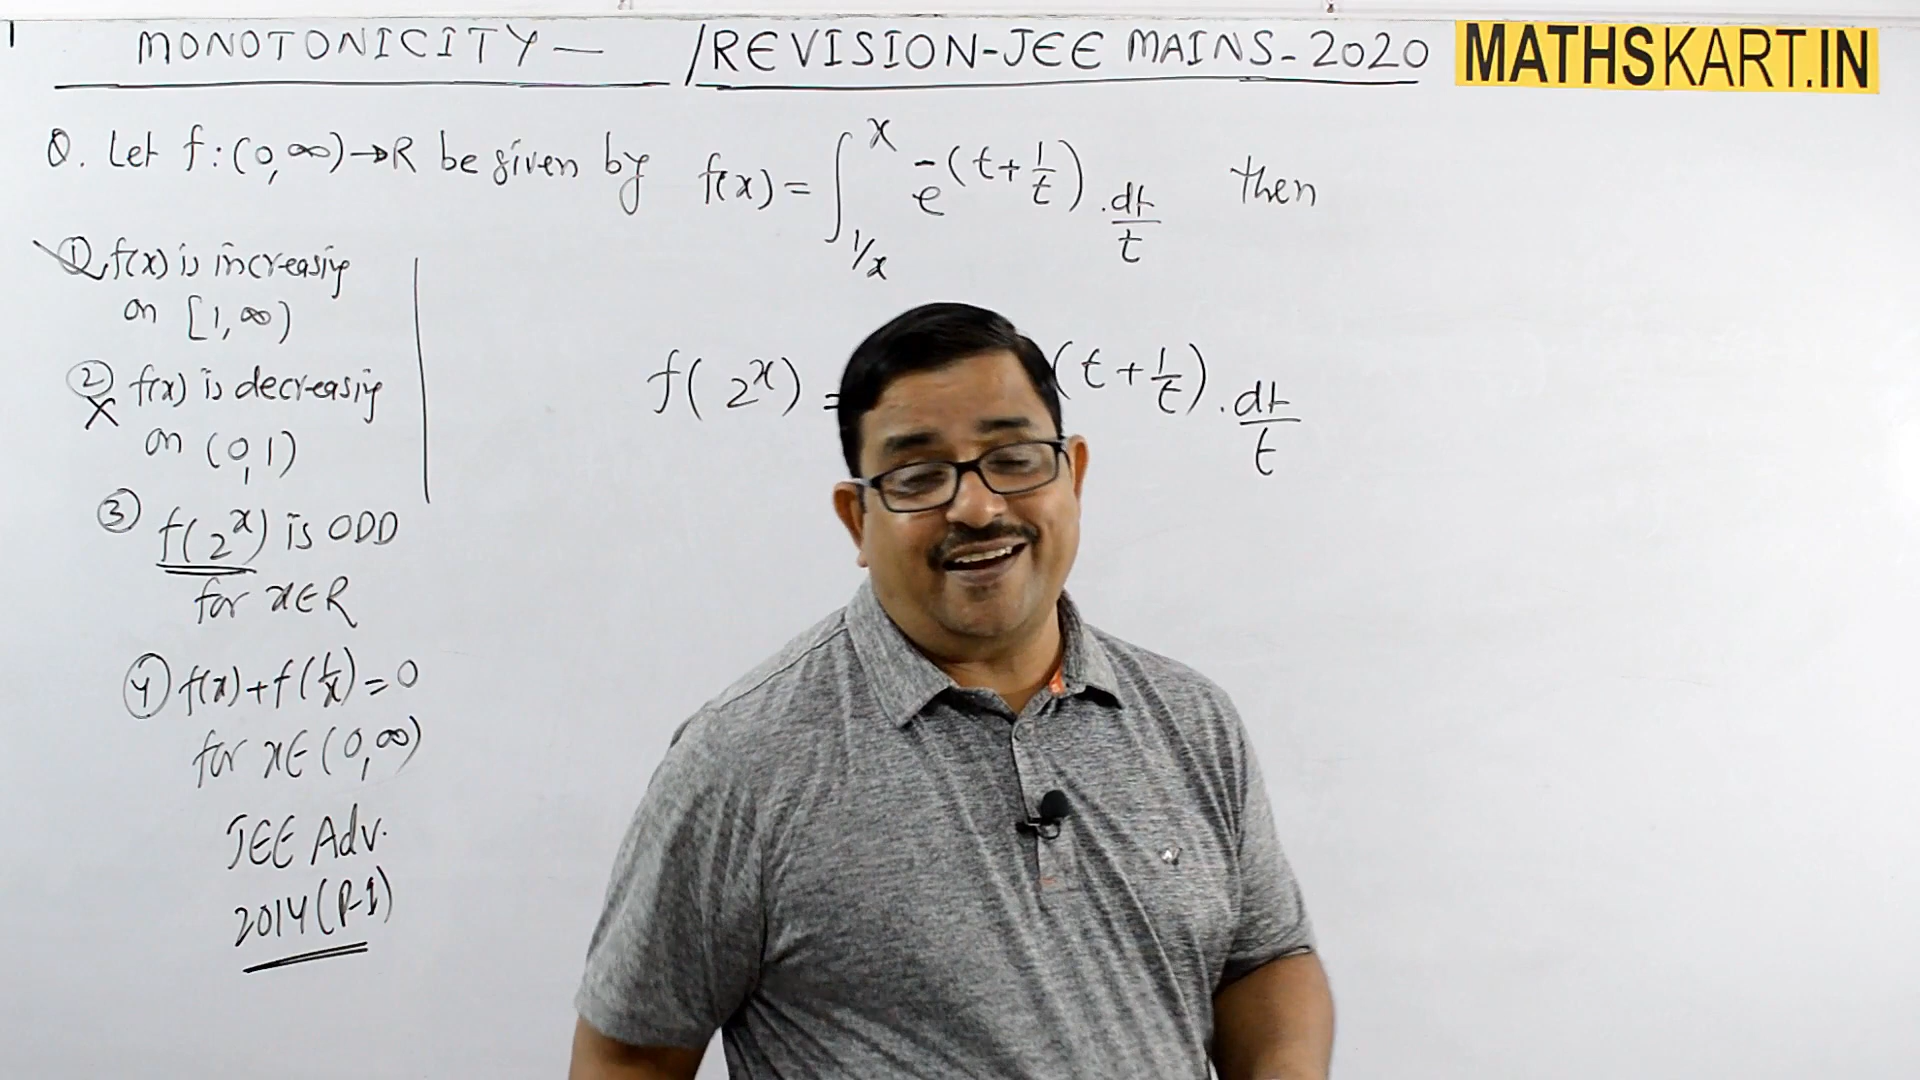 MONOTONICITY — /REVISION-JEE MAINS-2020
MATHSKART.IN
Q. Let f:(0,∞)→R be given by f(x)=∫_{1/x}^{x} e^{-(t+1/t)} . dt/t then
① f(x) is increasing
on [1,∞)
② f(x) is decreasing
X
on (0,1)
③ f(2^x) is ODD
for x∈R
④ f(x)+f(1/x)=0
for x∈(0,∞)
JEE Adv.
2014(P-1)
f(2^x) = (t+1/t) . dt/t